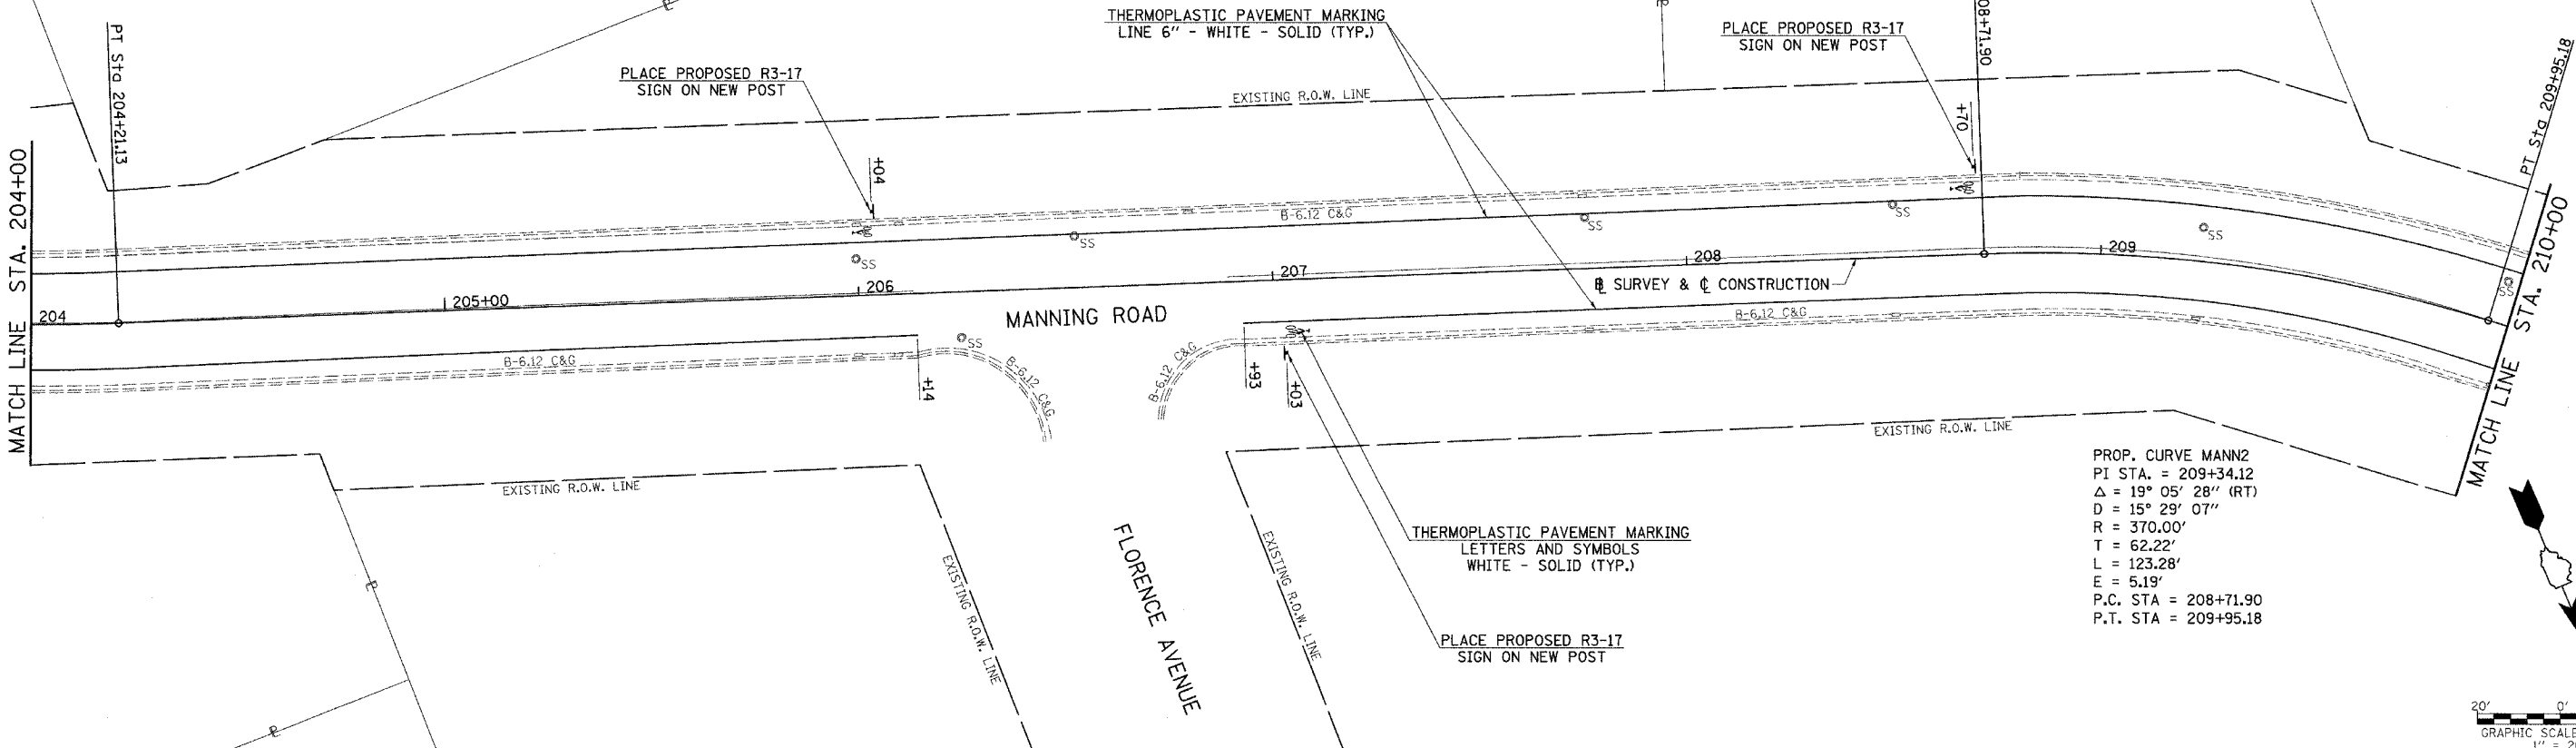 THERMOPLASTIC PAVEMENT MARKING
LINE 6" - WHITE - SOLID (TYP.)
PLACE PROPOSED R3-17
SIGN ON NEW POST
PLACE PROPOSED R3-17
SIGN ON NEW POST
08+71.90
PT Sta 204+21.13
PT Sta 209+95.18
EXISTING R.O.W. LINE
+70
+04
MATCH LINE STA. 204+00
B-6.12 C&G
SS
SS
SS
SS
SS
SS
SS
204
205+00
206
207
208
209
℄ SURVEY & ℄ CONSTRUCTION
MANNING ROAD
B-6.12 C&G
B-6.12 C&G
B-6.12 C&G
B-6.12 C&G
+14
+93
+03
MATCH LINE STA. 210+00
EXISTING R.O.W. LINE
EXISTING R.O.W. LINE
EXISTING R.O.W. LINE
EXISTING R.O.W. LINE
FLORENCE AVENUE
THERMOPLASTIC PAVEMENT MARKING
LETTERS AND SYMBOLS
WHITE - SOLID (TYP.)
PLACE PROPOSED R3-17
SIGN ON NEW POST
PROP. CURVE MANN2
PI STA. = 209+34.12
Δ = 19° 05' 28" (RT)
D = 15° 29' 07"
R = 370.00'
T = 62.22'
L = 123.28'
E = 5.19'
P.C. STA = 208+71.90
P.T. STA = 209+95.18
20'
0'
GRAPHIC SCALE